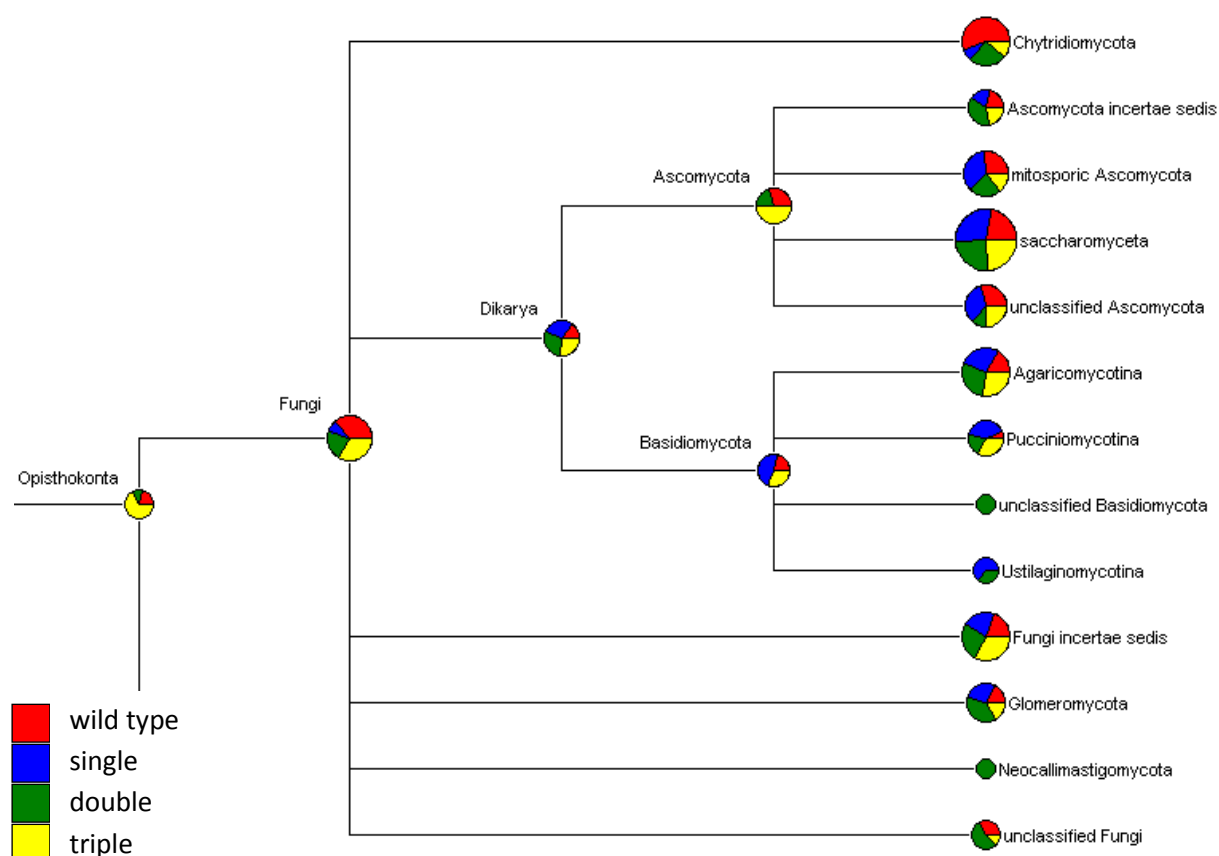 Chytridiomycota
Ascomycota incertae sedis
Ascomycota
mitosporic Ascomycota
saccharomyceta
Dikarya
unclassified Ascomycota
Agaricomycotina
Fungi
Basidiomycota
Pucciniomycotina
Opisthokonta
unclassified Basidiomycota
Ustilaginomycotina
Fungi incertae sedis
Glomeromycota
Neocallimastigomycota
unclassified Fungi
wild type
single
double
triple